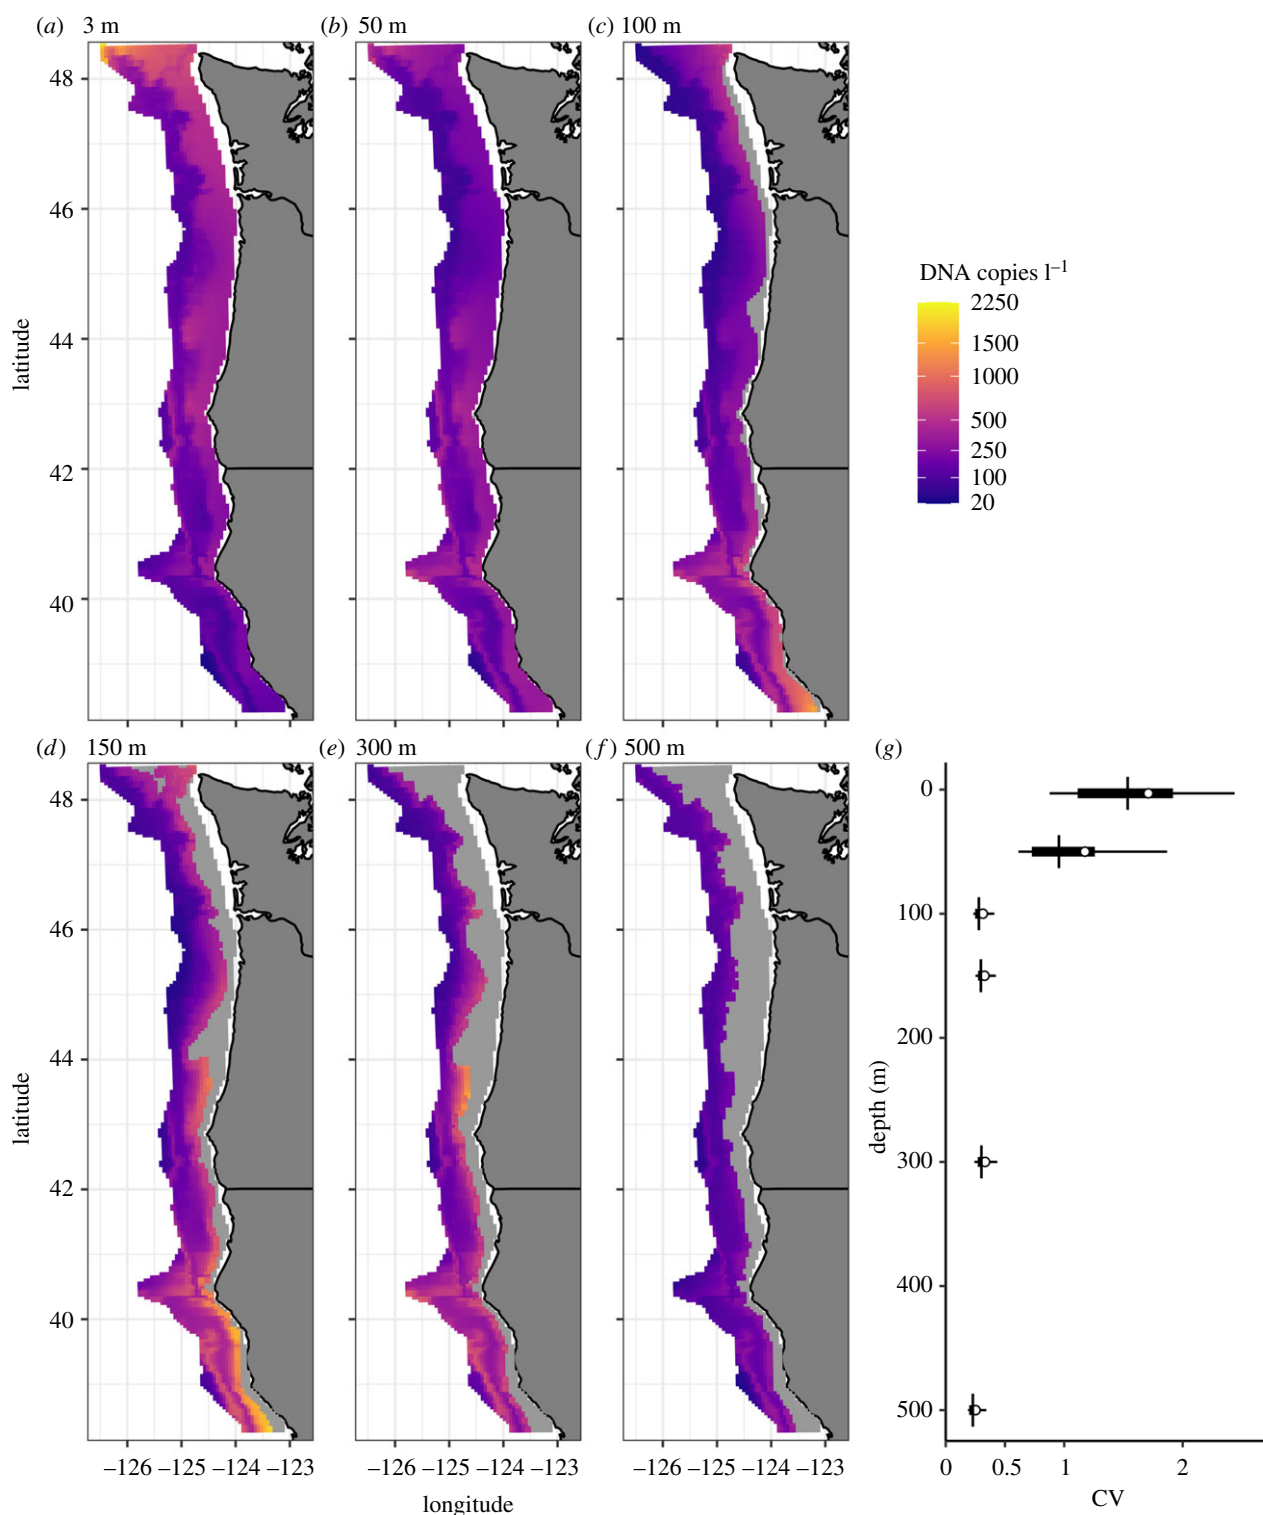 (a) 3 m (b) 50 m (c) 100 m
48
46
44
42
40
latitude
DNA copies l⁻¹
2250
1500
1000
500
250
100
20
(d) 150 m (e) 300 m (f) 500 m (g)
48
46
44
42
40
latitude
−126 −125 −124 −123 −126 −125 −124 −123 −126 −125 −124 −123
longitude
0
100
200
300
400
500
depth (m)
0 0.5 1 2
CV